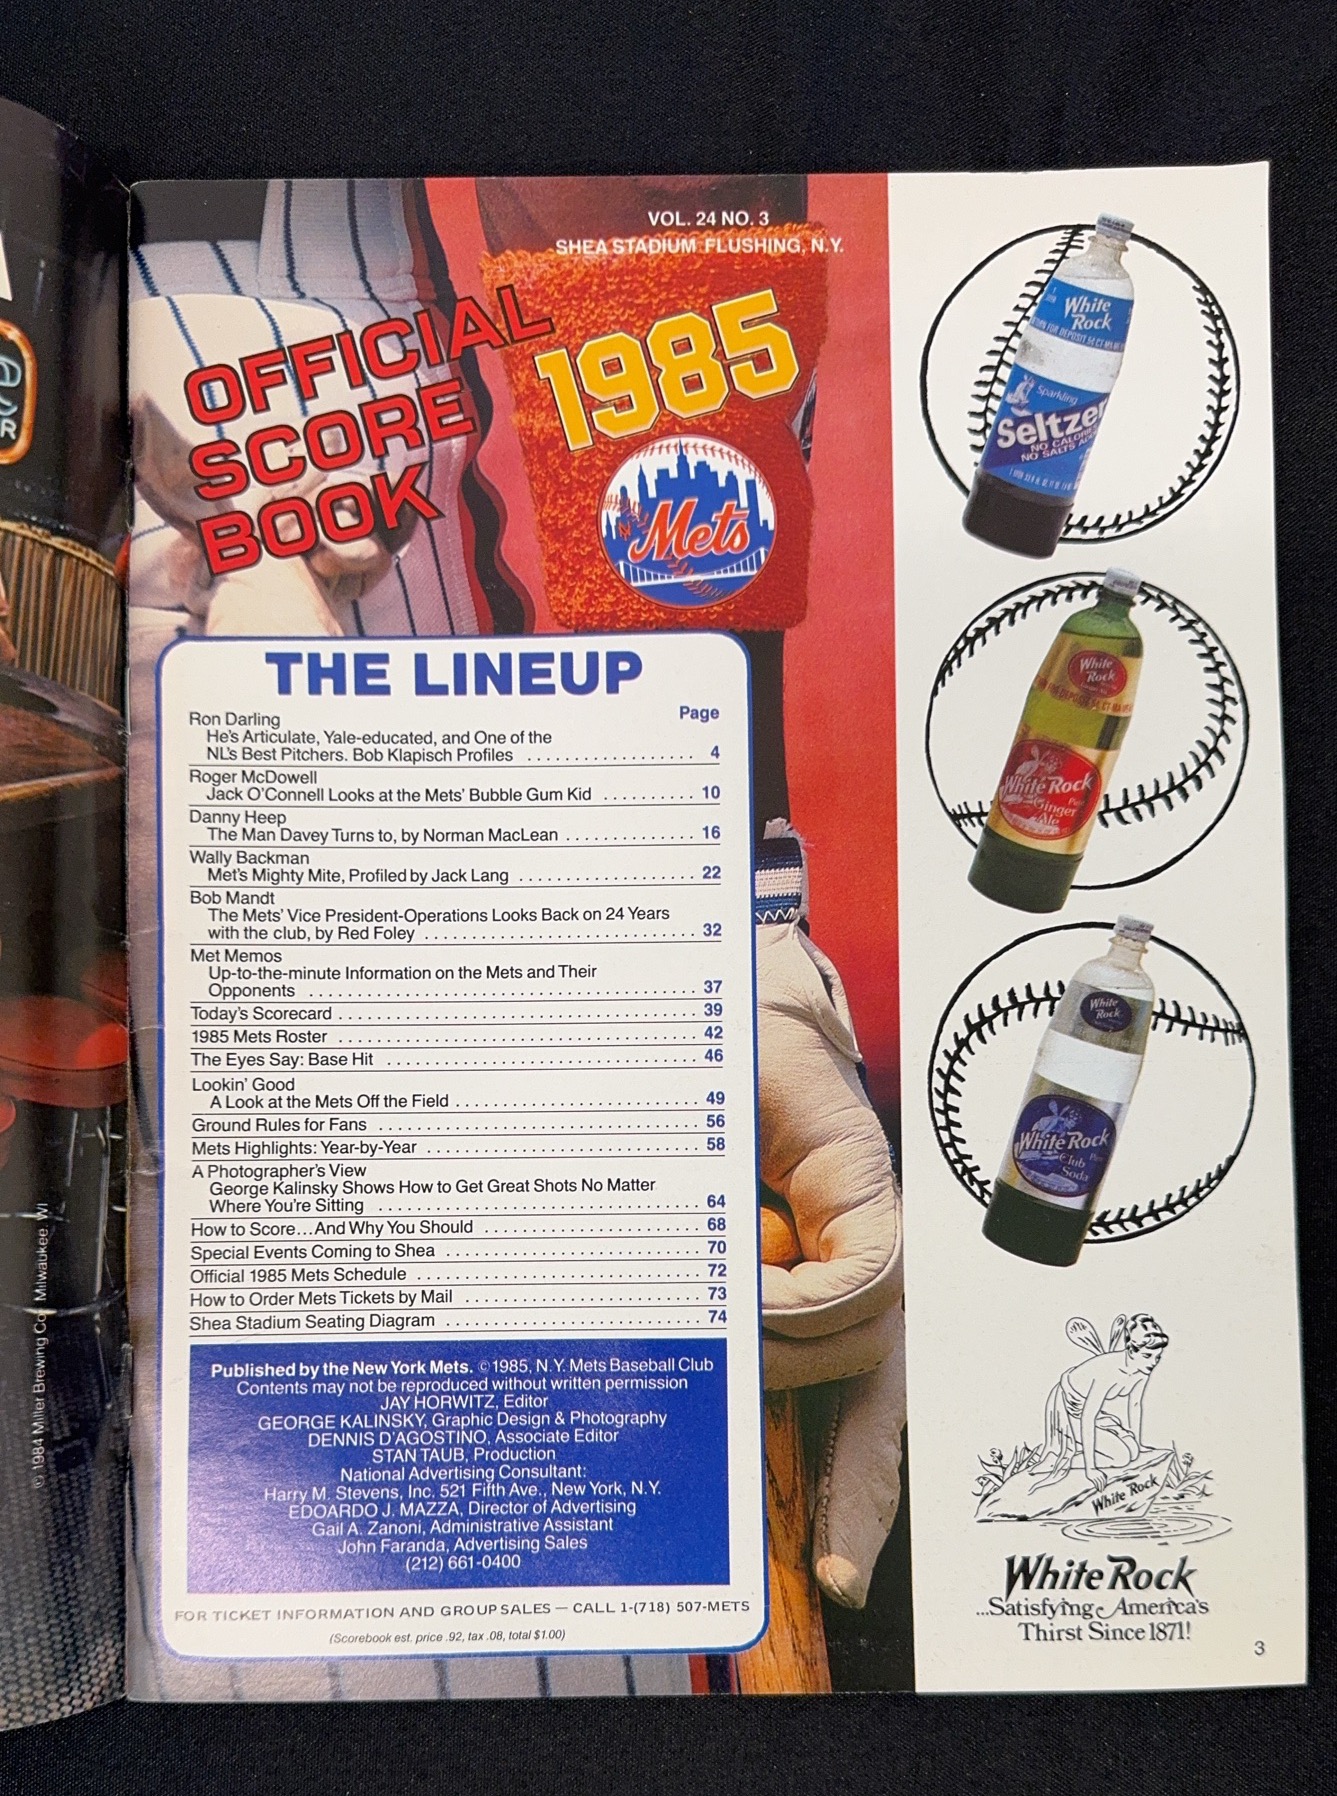 © 1984 Miller Brewing Co., Milwaukee, WI
VOL. 24 NO. 3
SHEA STADIUM FLUSHING, N.Y.
OFFICIAL
SCORE
BOOK
1985
NY
Mets
THE LINEUP
Page
Ron Darling
He's Articulate, Yale-educated, and One of the
NL's Best Pitchers. Bob Klapisch Profiles .................. 4
Roger McDowell
Jack O'Connell Looks at the Mets' Bubble Gum Kid .......... 10
Danny Heep
The Man Davey Turns to, by Norman MacLean .............. 16
Wally Backman
Met's Mighty Mite, Profiled by Jack Lang ................... 22
Bob Mandt
The Mets' Vice President-Operations Looks Back on 24 Years
with the club, by Red Foley ............................. 32
Met Memos
Up-to-the-minute Information on the Mets and Their
Opponents ......................................... 37
Today's Scorecard ...................................... 39
1985 Mets Roster ...................................... 42
The Eyes Say: Base Hit ................................. 46
Lookin' Good
A Look at the Mets Off the Field .......................... 49
Ground Rules for Fans .................................. 56
Mets Highlights: Year-by-Year ............................. 58
A Photographer's View
George Kalinsky Shows How to Get Great Shots No Matter
Where You're Sitting .................................. 64
How to Score...And Why You Should ....................... 68
Special Events Coming to Shea ........................... 70
Official 1985 Mets Schedule .............................. 72
How to Order Mets Tickets by Mail ......................... 73
Shea Stadium Seating Diagram ........................... 74
Published by the New York Mets. ©1985, N.Y. Mets Baseball Club
Contents may not be reproduced without written permission
JAY HORWITZ, Editor
GEORGE KALINSKY, Graphic Design & Photography
DENNIS D'AGOSTINO, Associate Editor
STAN TAUB, Production
National Advertising Consultant:
Harry M. Stevens, Inc. 521 Fifth Ave., New York, N.Y.
EDOARDO J. MAZZA, Director of Advertising
Gail A. Zanoni, Administrative Assistant
John Faranda, Advertising Sales
(212) 661-0400
FOR TICKET INFORMATION AND GROUP SALES — CALL 1-(718) 507-METS
(Scorebook est. price .92, tax .08, total $1.00)
White
Rock
Sparkling
Seltzer
NO CALORIES
NO SALTS
White
Rock
White Rock
Ginger
Ale
White
Rock
White Rock
Club
Soda
White Rock
White Rock
...Satisfying America's
Thirst Since 1871!
3